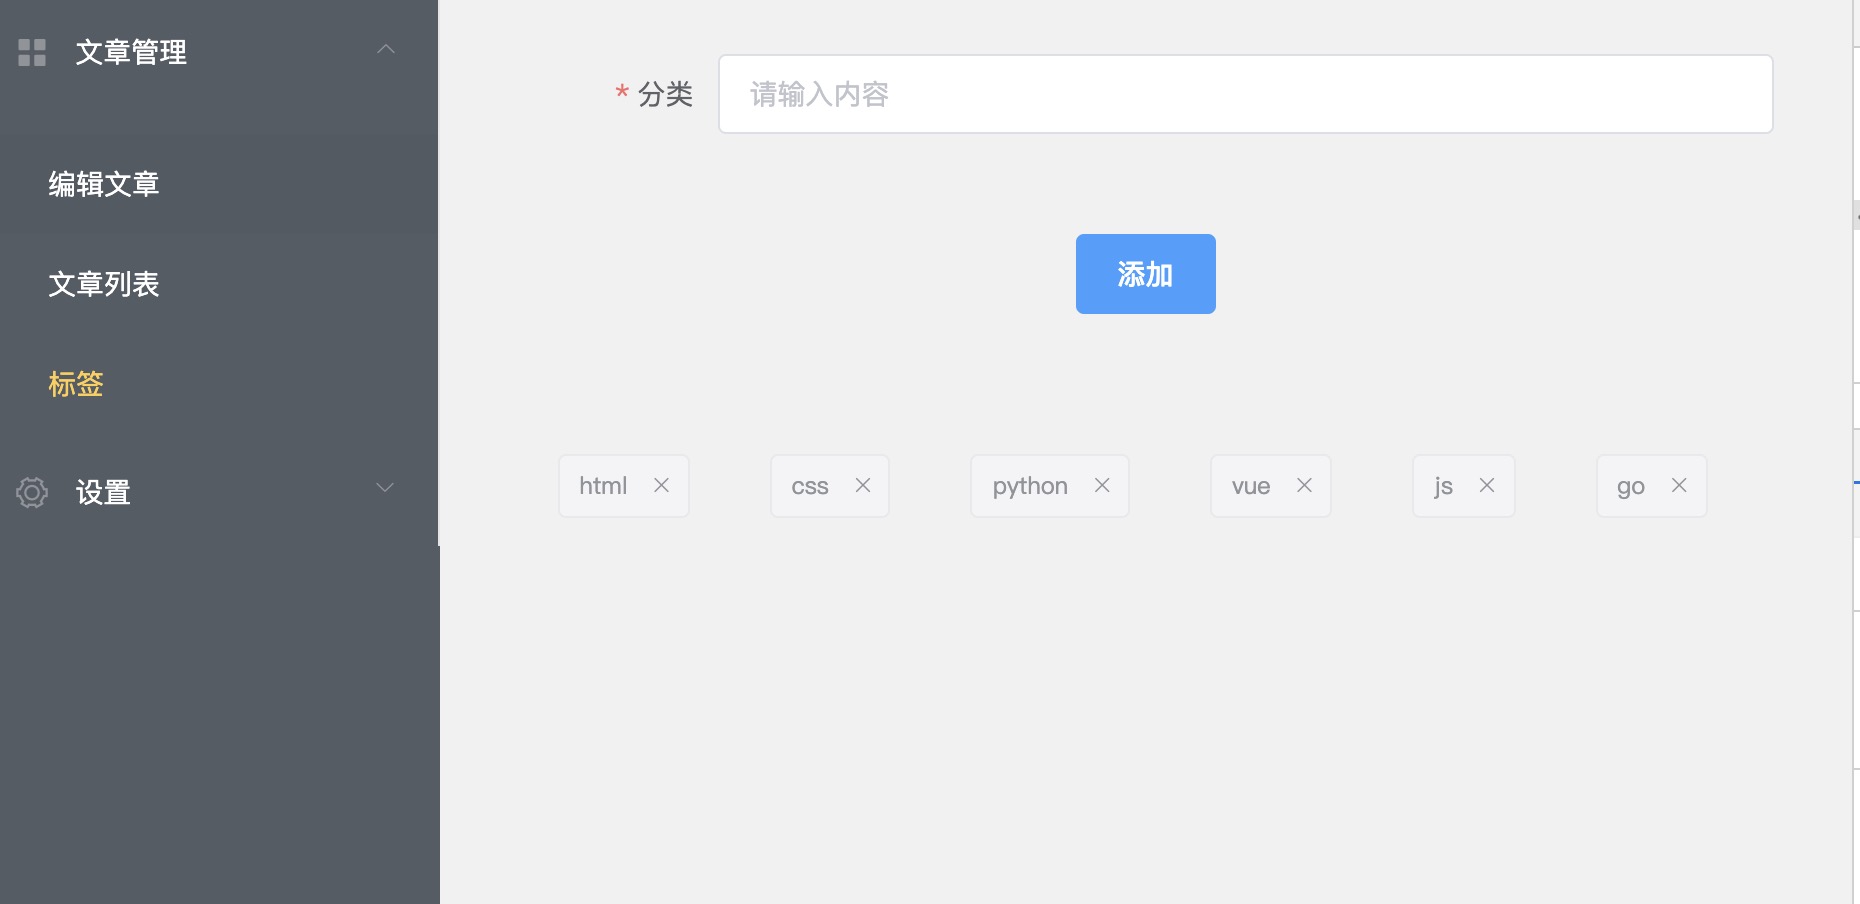 文章管理
编辑文章
文章列表
标签
设置
* 分类 请输入内容
添加
html css python vue js go